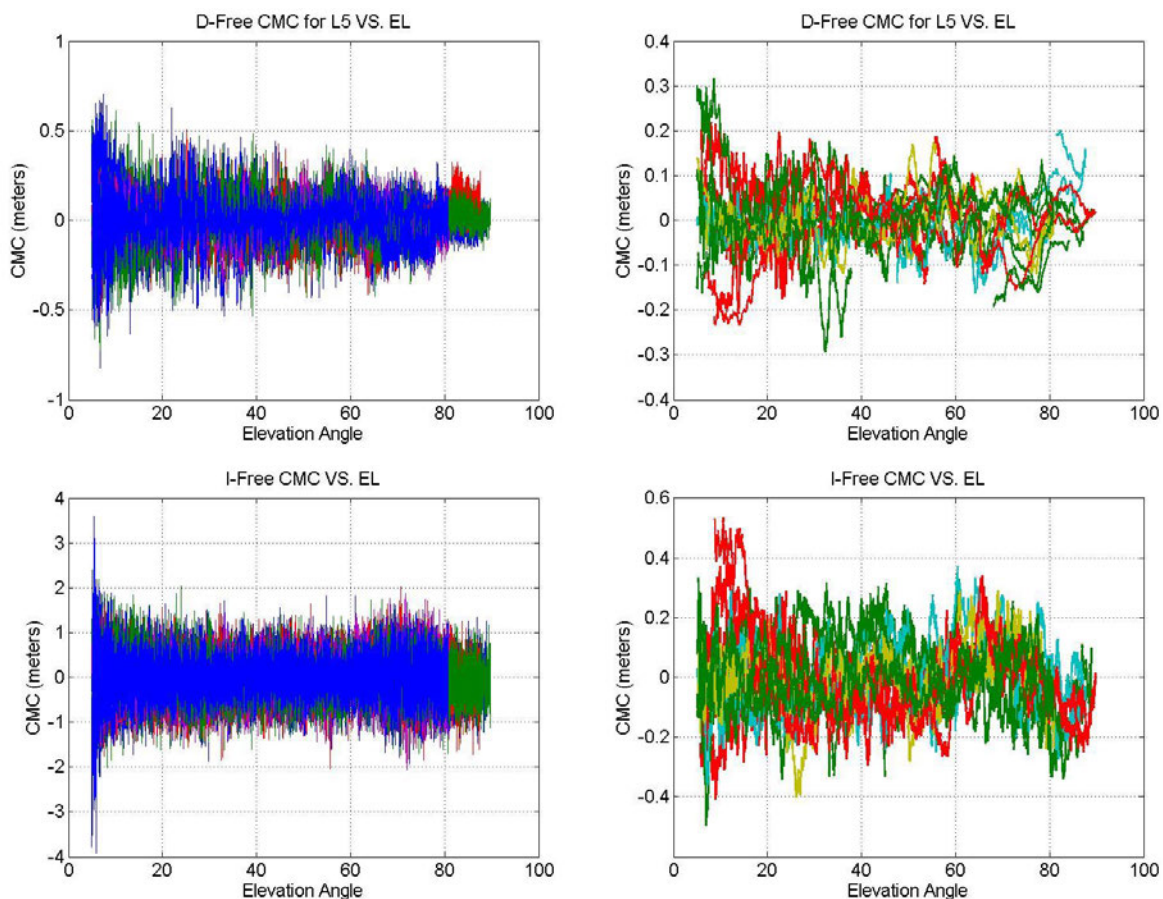 D-Free CMC for L5 VS. EL
1
0.5
0
-0.5
-1
CMC (meters)
0 20 40 60 80 100
Elevation Angle
D-Free CMC for L5 VS. EL
0.4
0.3
0.2
0.1
0
-0.1
-0.2
-0.3
-0.4
CMC (meters)
0 20 40 60 80 100
Elevation Angle
I-Free CMC VS. EL
4
3
2
1
0
-1
-2
-3
-4
CMC (meters)
0 20 40 60 80 100
Elevation Angle
I-Free CMC VS. EL
0.6
0.4
0.2
0
-0.2
-0.4
CMC (meters)
0 20 40 60 80 100
Elevation Angle